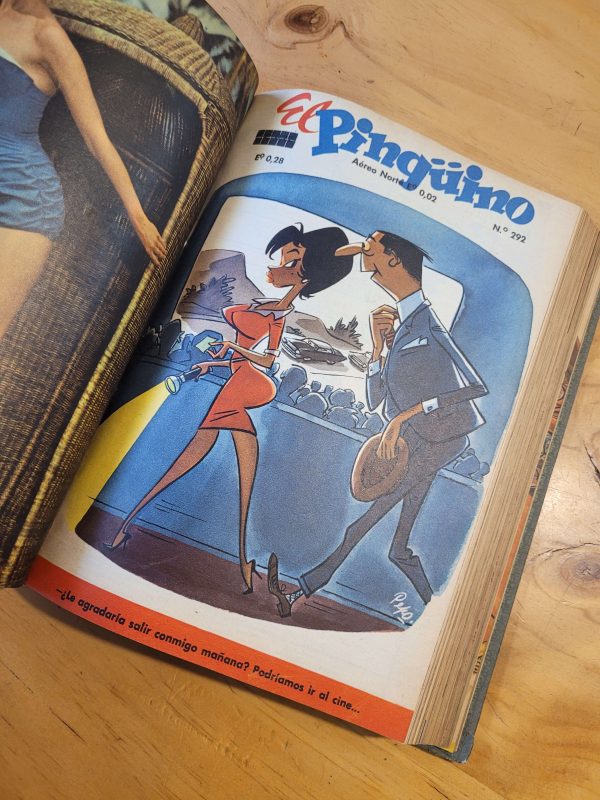 El Pingüino
Eº 0,28
Aéreo Norte Eº 0,02
N.º 292
Pepo
—¿Le agradaría salir conmigo mañana? Podríamos ir al cine...